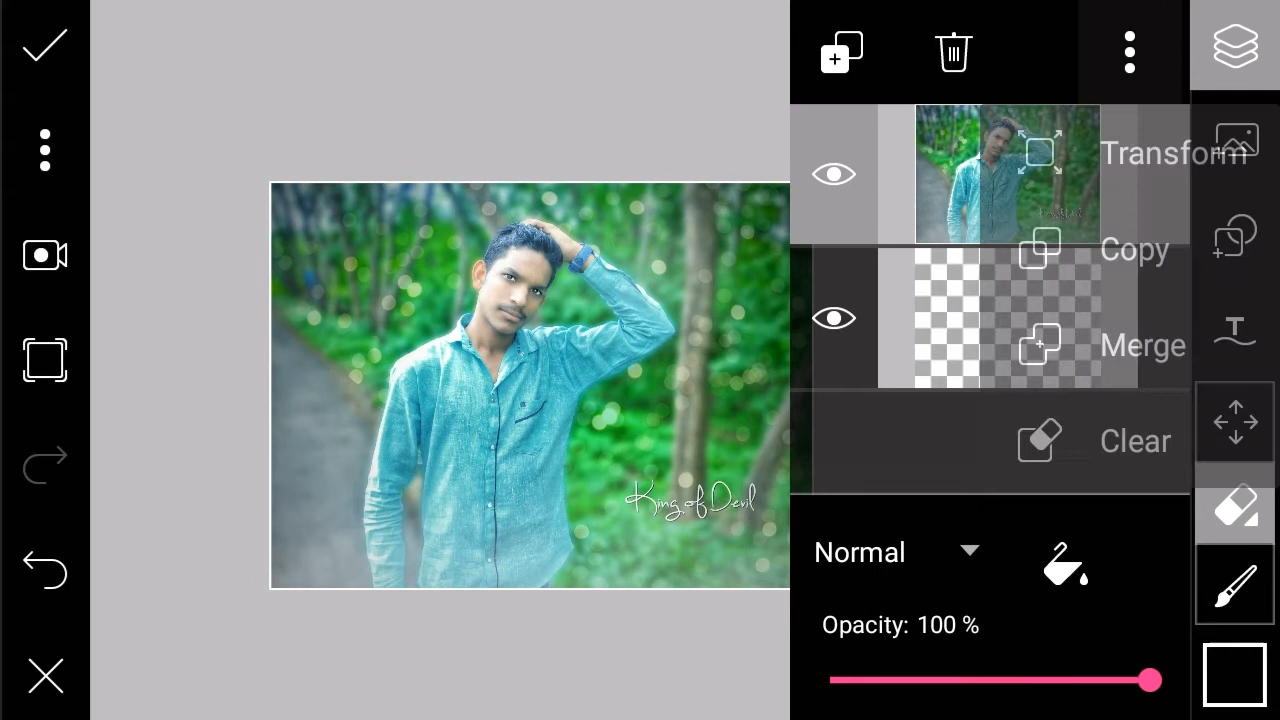 Transform
Copy
Merge
Clear
King of Devil
Normal
Opacity: 100 %